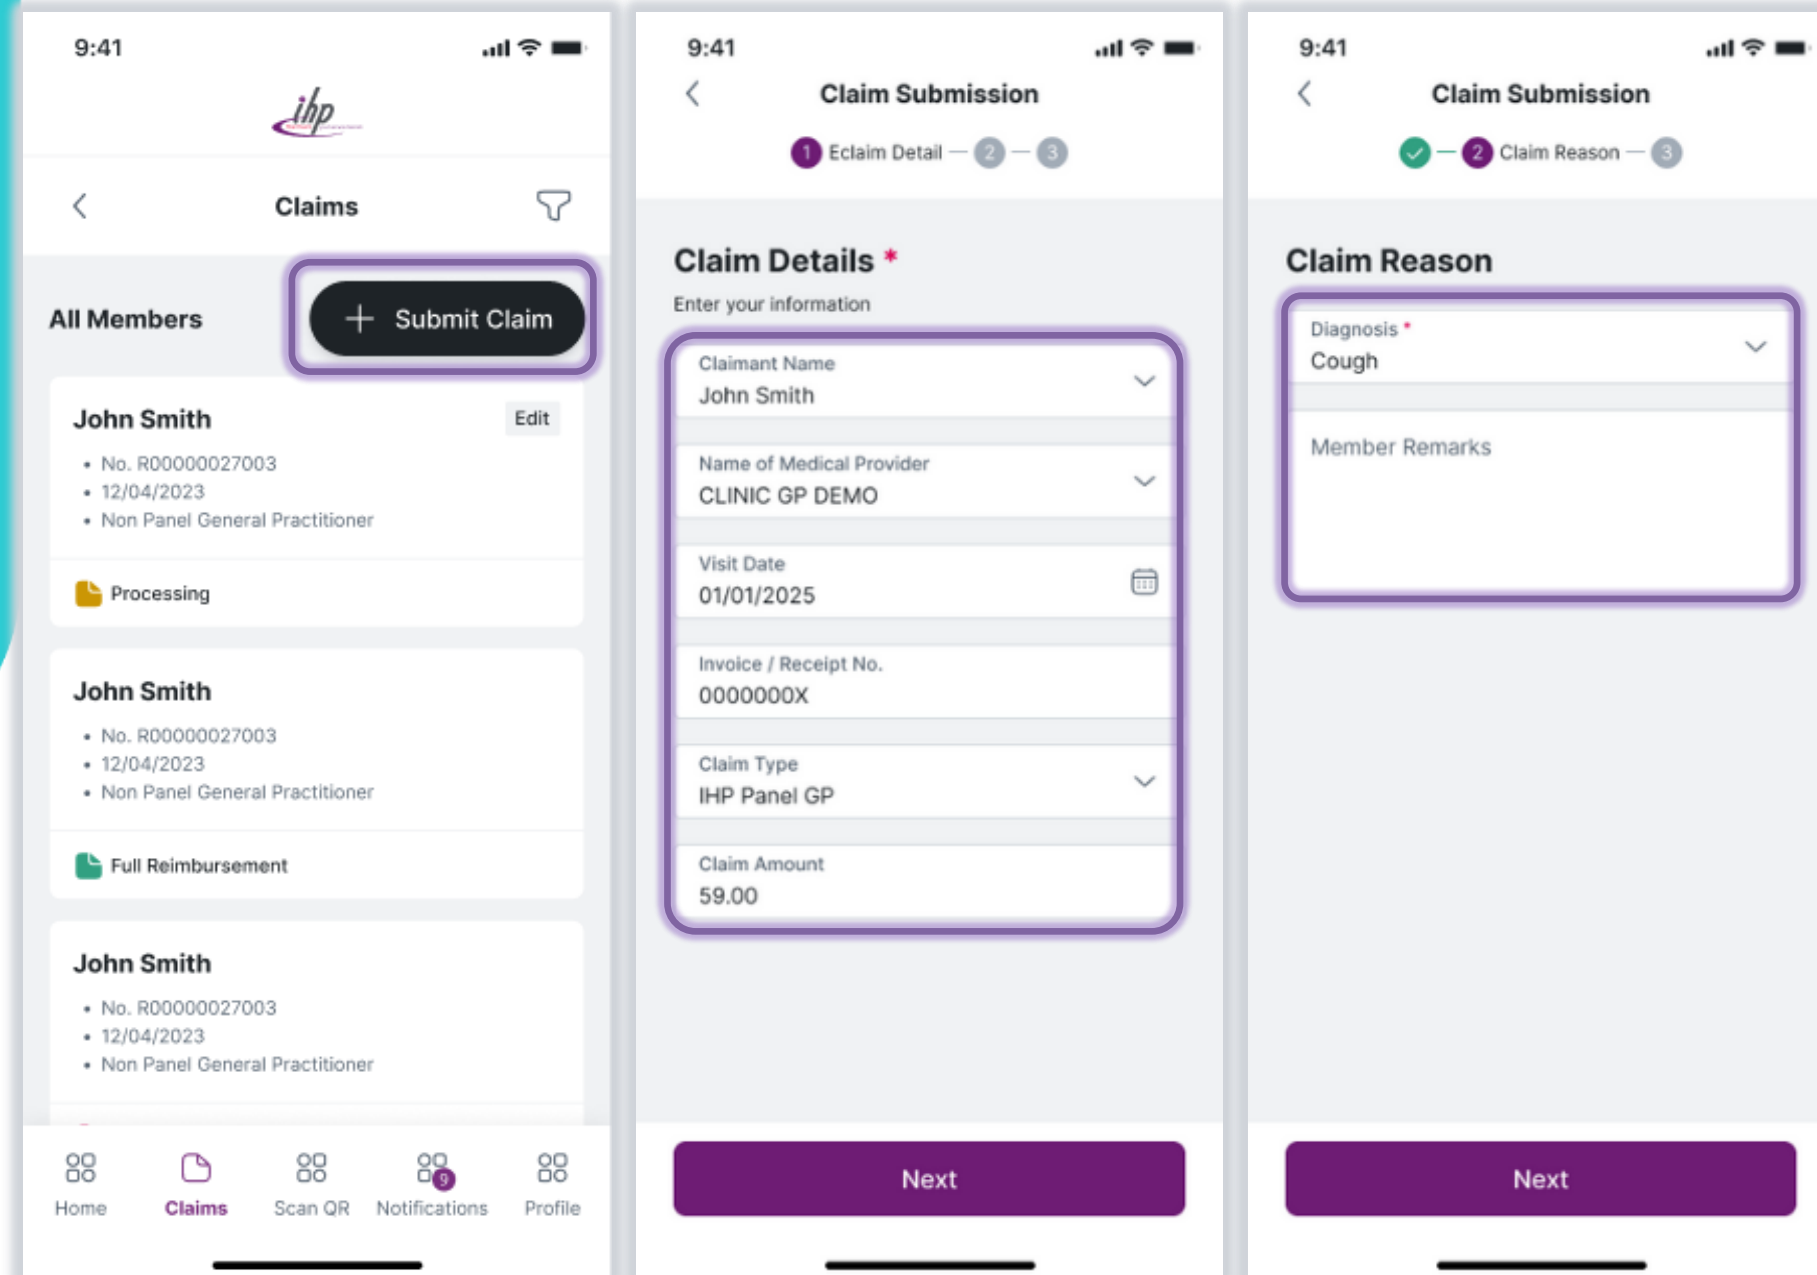 9:41
ihp
Claims
All Members
+ Submit Claim
John Smith
Edit
• No. R00000027003
• 12/04/2023
• Non Panel General Practitioner
Processing
John Smith
• No. R00000027003
• 12/04/2023
• Non Panel General Practitioner
Full Reimbursement
John Smith
• No. R00000027003
• 12/04/2023
• Non Panel General Practitioner
9
Home Claims Scan QR Notifications Profile
9:41
Claim Submission
1 Eclaim Detail — 2 — 3
Claim Details *
Enter your information
Claimant Name
John Smith
Name of Medical Provider
CLINIC GP DEMO
Visit Date
01/01/2025
Invoice / Receipt No.
0000000X
Claim Type
IHP Panel GP
Claim Amount
59.00
Next
9:41
Claim Submission
2 Claim Reason — 3
Claim Reason
Diagnosis *
Cough
Member Remarks
Next